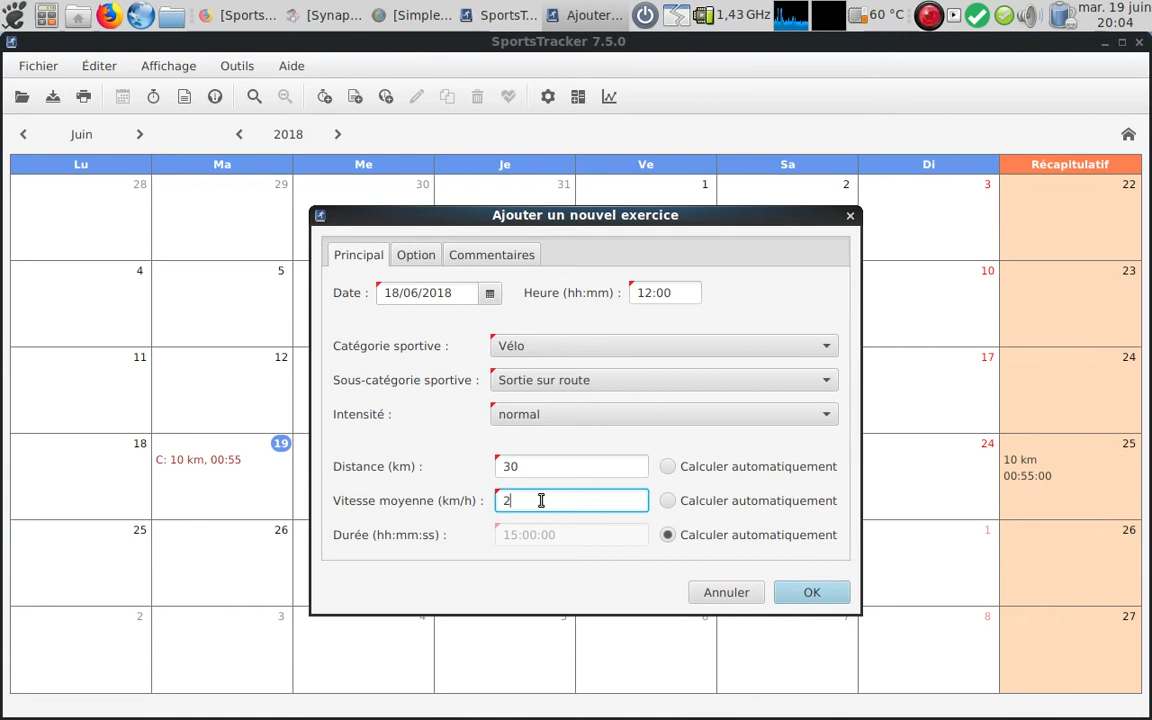 [Sports... [Synap... [Simple... SportsT... Ajouter... 1,43 GHz 60 °C mar. 19 juin
20:04
SportsTracker 7.5.0
Fichier Éditer Affichage Outils Aide
Juin 2018
Lu Ma Me Je Ve Sa Di Récapitulatif
28 29 30 31 1 2 3 22
Ajouter un nouvel exercice
Principal Option Commentaires
4 5 10 23
Date : 18/06/2018 Heure (hh:mm) : 12:00
Catégorie sportive : Vélo
11 12 17 24
Sous-catégorie sportive : Sortie sur route
Intensité : normal
18 19 24 25
C: 10 km, 00:55 10 km
00:55:00
Distance (km) : 30 Calculer automatiquement
Vitesse moyenne (km/h) : 2 Calculer automatiquement
25 26 1 26
Durée (hh:mm:ss) : 15:00:00 Calculer automatiquement
Annuler OK
2 3 4 5 6 7 8 27